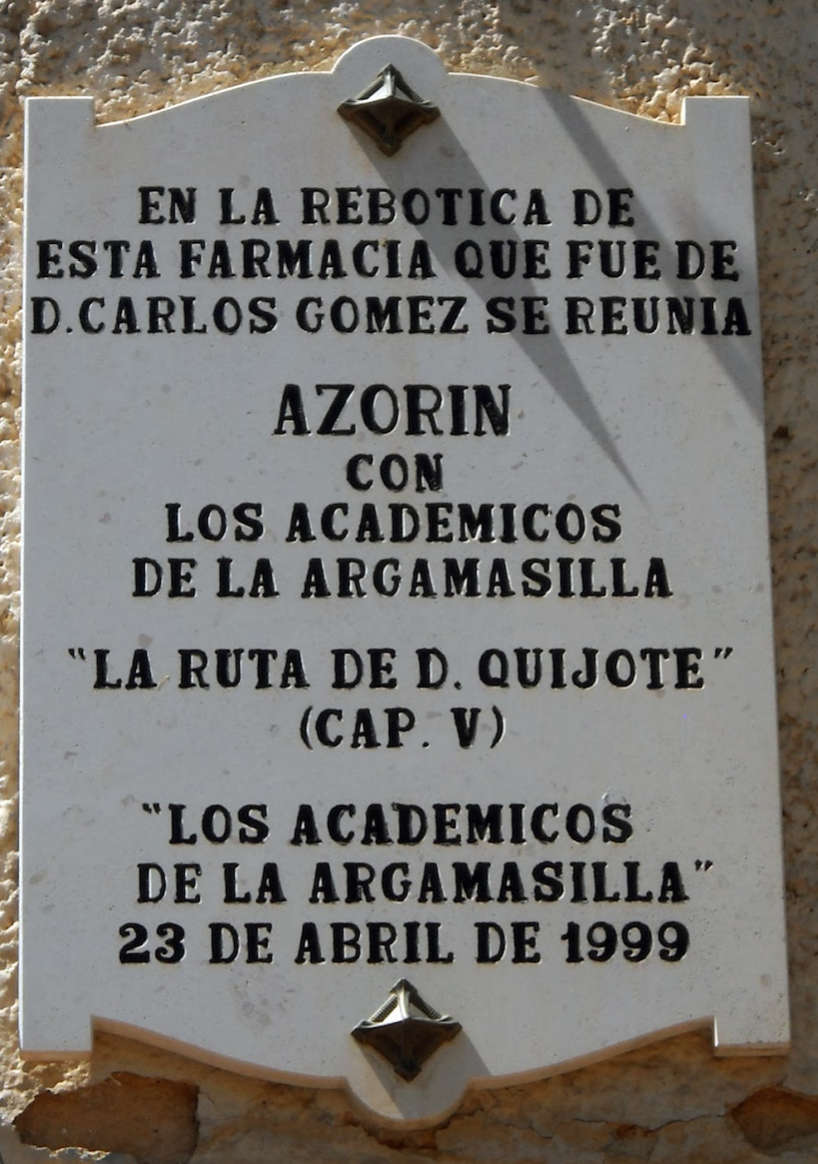 EN LA REBOTICA DE
ESTA FARMACIA QUE FUE DE
D. CARLOS GOMEZ SE REUNIA
AZORIN
CON
LOS ACADEMICOS
DE LA ARGAMASILLA
"LA RUTA DE D. QUIJOTE"
(CAP. V)
"LOS ACADEMICOS
DE LA ARGAMASILLA"
23 DE ABRIL DE 1999